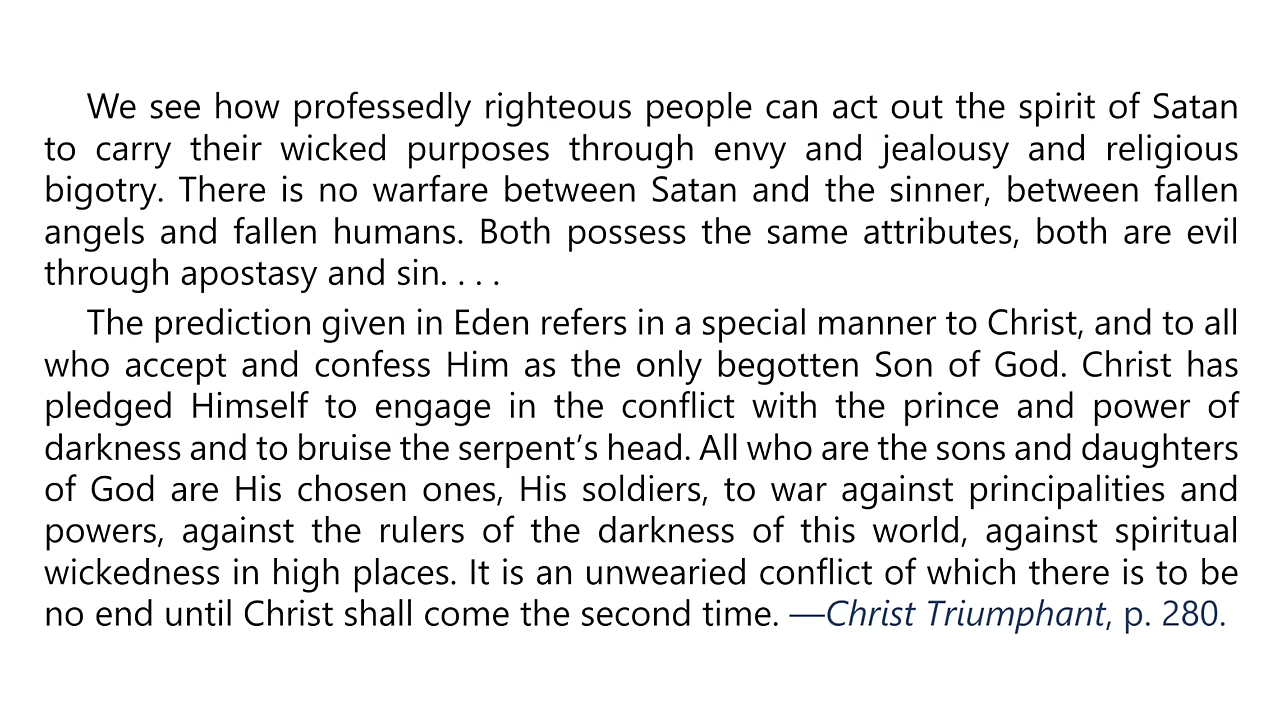 We see how professedly righteous people can act out the spirit of Satan
to carry their wicked purposes through envy and jealousy and religious
bigotry. There is no warfare between Satan and the sinner, between fallen
angels and fallen humans. Both possess the same attributes, both are evil
through apostasy and sin. . . .
The prediction given in Eden refers in a special manner to Christ, and to all
who accept and confess Him as the only begotten Son of God. Christ has
pledged Himself to engage in the conflict with the prince and power of
darkness and to bruise the serpent’s head. All who are the sons and daughters
of God are His chosen ones, His soldiers, to war against principalities and
powers, against the rulers of the darkness of this world, against spiritual
wickedness in high places. It is an unwearied conflict of which there is to be
no end until Christ shall come the second time. —Christ Triumphant, p. 280.